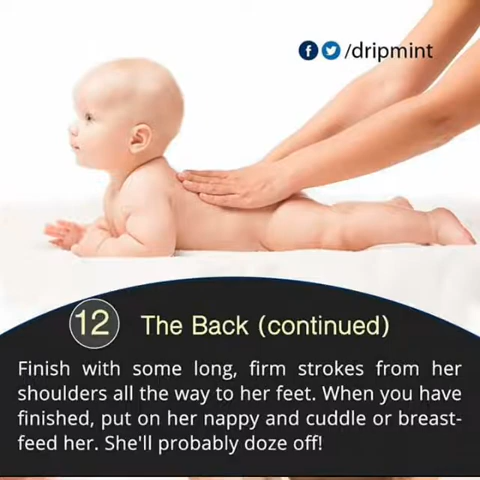 /dripmint
12 The Back (continued)
Finish with some long, firm strokes from her
shoulders all the way to her feet. When you have
finished, put on her nappy and cuddle or breast-
feed her. She'll probably doze off!